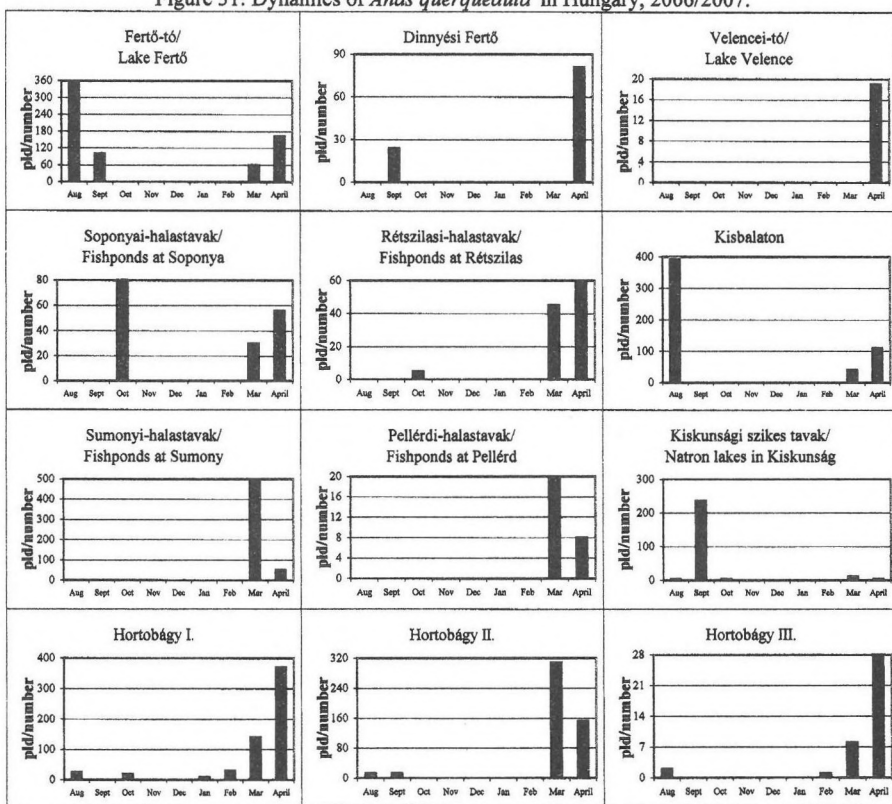 Figure 31. Dynamics of Anas querquedula in Hungary, 2006/2007.
Fertő-tó/
Lake Fertő
pld/number
360
300
240
180
120
60
0
Aug Sept Oct Nov Dec Jan Feb Mar April
Dinnyési Fertő
pld/number
90
60
30
0
Aug Sept Oct Nov Dec Jan Feb Mar April
Velencei-tó/
Lake Velence
pld/number
20
16
12
8
4
0
Aug Sept Oct Nov Dec Jan Feb Mar April
Soponyai-halastavak/
Fishponds at Soponya
pld/number
80
60
40
20
0
Aug Sept Oct Nov Dec Jan Feb Mar April
Rétszilasi-halastavak/
Fishponds at Rétszilas
pld/number
60
40
20
0
Aug Sept Oct Nov Dec Jan Feb Mar April
Kisbalaton
pld/number
400
300
200
100
0
Aug Sept Oct Nov Dec Jan Feb Mar April
Sumonyi-halastavak/
Fishponds at Sumony
pld/number
500
400
300
200
100
0
Aug Sept Oct Nov Dec Jan Feb Mar April
Pellérdi-halastavak/
Fishponds at Pellérd
pld/number
20
16
12
8
4
0
Aug Sept Oct Nov Dec Jan Feb Mar April
Kiskunsági szikes tavak/
Natron lakes in Kiskunság
pld/number
300
200
100
0
Aug Sept Oct Nov Dec Jan Feb Mar April
Hortobágy I.
pld/number
400
300
200
100
0
Aug Sept Oct Nov Dec Jan Feb Mar April
Hortobágy II.
pld/number
320
240
160
80
0
Aug Sept Oct Nov Dec Jan Feb Mar April
Hortobágy III.
pld/number
28
21
14
7
0
Aug Sept Oct Nov Dec Jan Feb Mar April